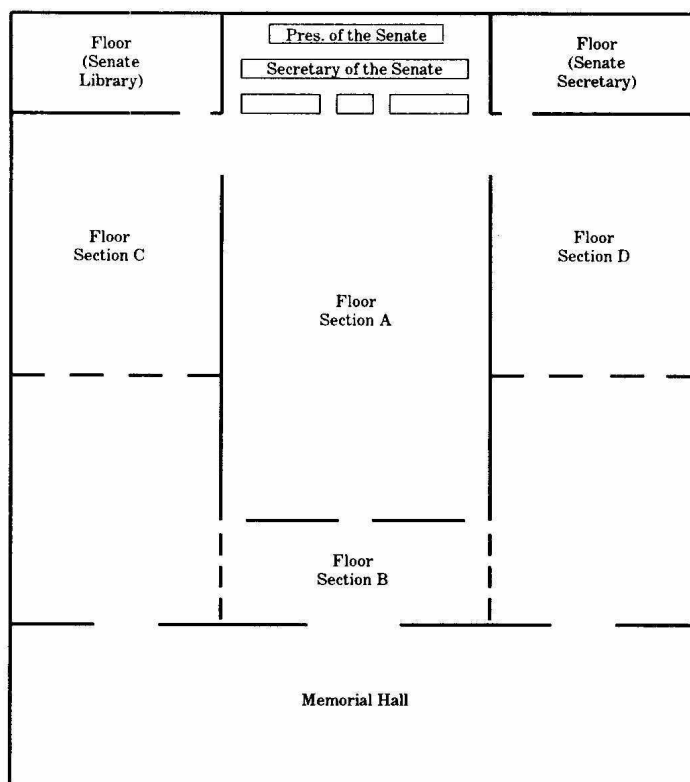 Floor
(Senate
Library)
Pres. of the Senate
Secretary of the Senate
Floor
(Senate
Secretary)
Floor
Section C
Floor
Section A
Floor
Section D
Floor
Section B
Memorial Hall